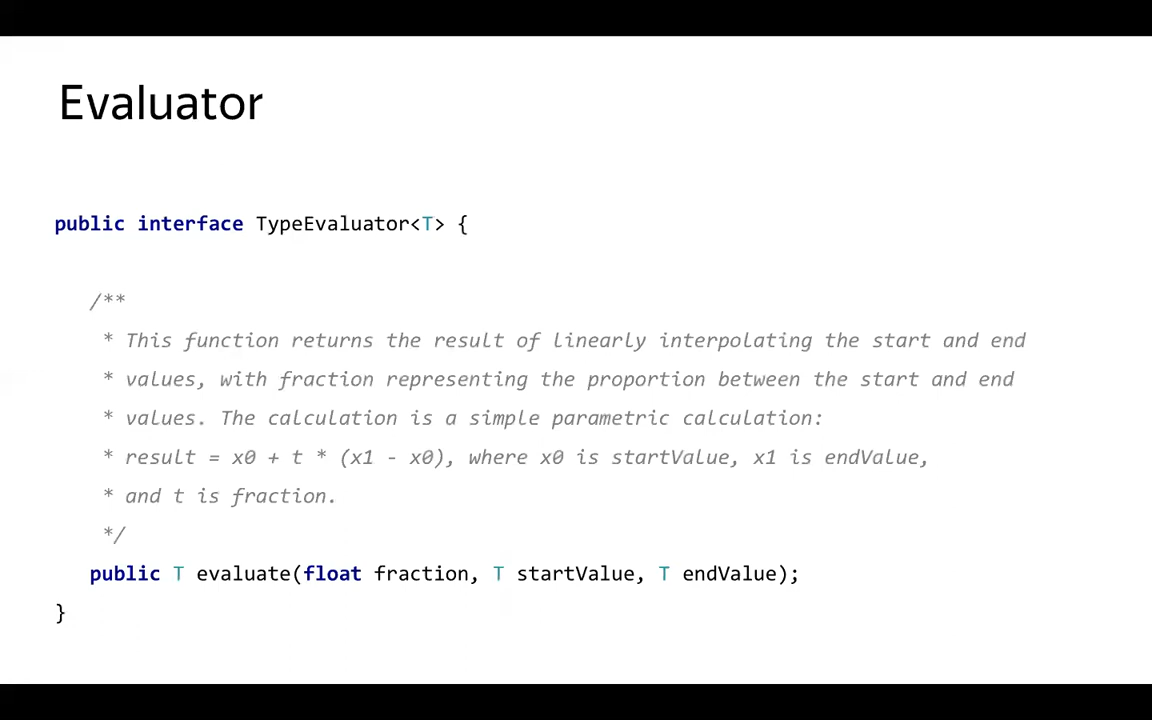 Evaluator
public interface TypeEvaluator<T> {
/**
* This function returns the result of linearly interpolating the start and end
* values, with fraction representing the proportion between the start and end
* values. The calculation is a simple parametric calculation:
* result = x0 + t * (x1 - x0), where x0 is startValue, x1 is endValue,
* and t is fraction.
*/
public T evaluate(float fraction, T startValue, T endValue);
}